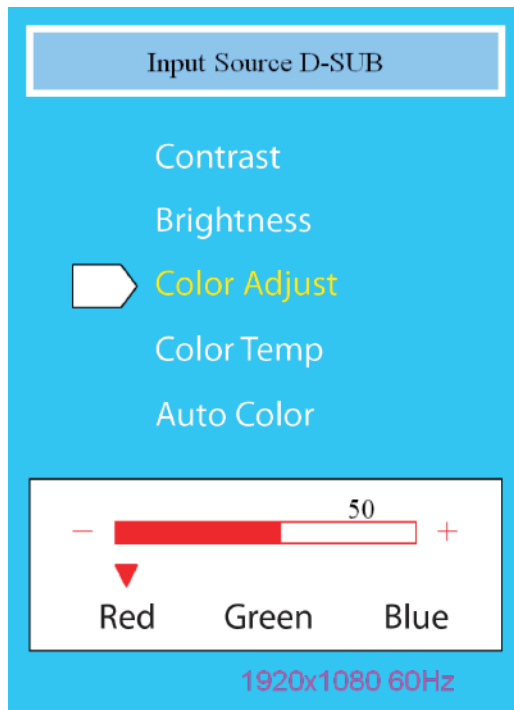 Input Source D-SUB
Contrast
Brightness
Color Adjust
Color Temp
Auto Color
50
− +
Red Green Blue
1920x1080 60Hz